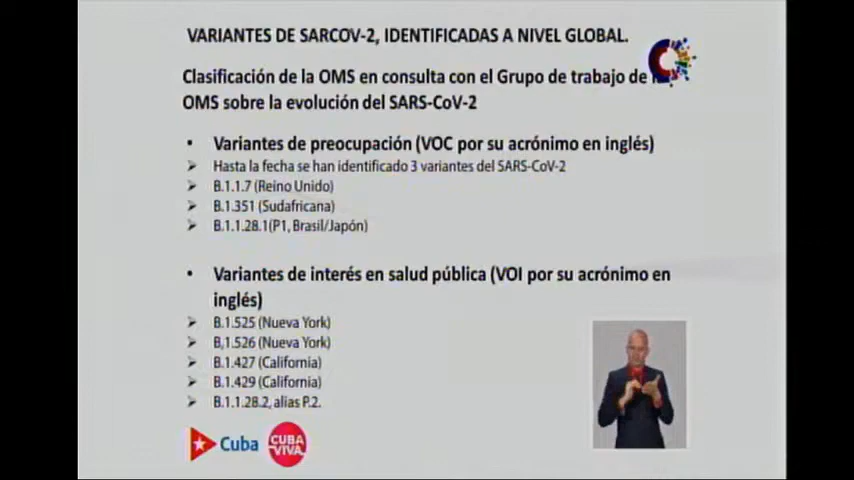 VARIANTES DE SARCOV-2, IDENTIFICADAS A NIVEL GLOBAL.
Clasificación de la OMS en consulta con el Grupo de trabajo de
OMS sobre la evolución del SARS-CoV-2
• Variantes de preocupación (VOC por su acrónimo en inglés)
➢ Hasta la fecha se han identificado 3 variantes del SARS-CoV-2
➢ B.1.1.7 (Reino Unido)
➢ B.1.351 (Sudafricana)
➢ B.1.1.28.1(P1, Brasil/Japón)
• Variantes de interés en salud pública (VOI por su acrónimo en
inglés)
➢ B.1.525 (Nueva York)
➢ B,1.526 (Nueva York)
➢ B.1.427 (California)
➢ B.1.429 (California)
➢ B.1.1.28.2, alias P.2.
Cuba
CUBA
VIVA